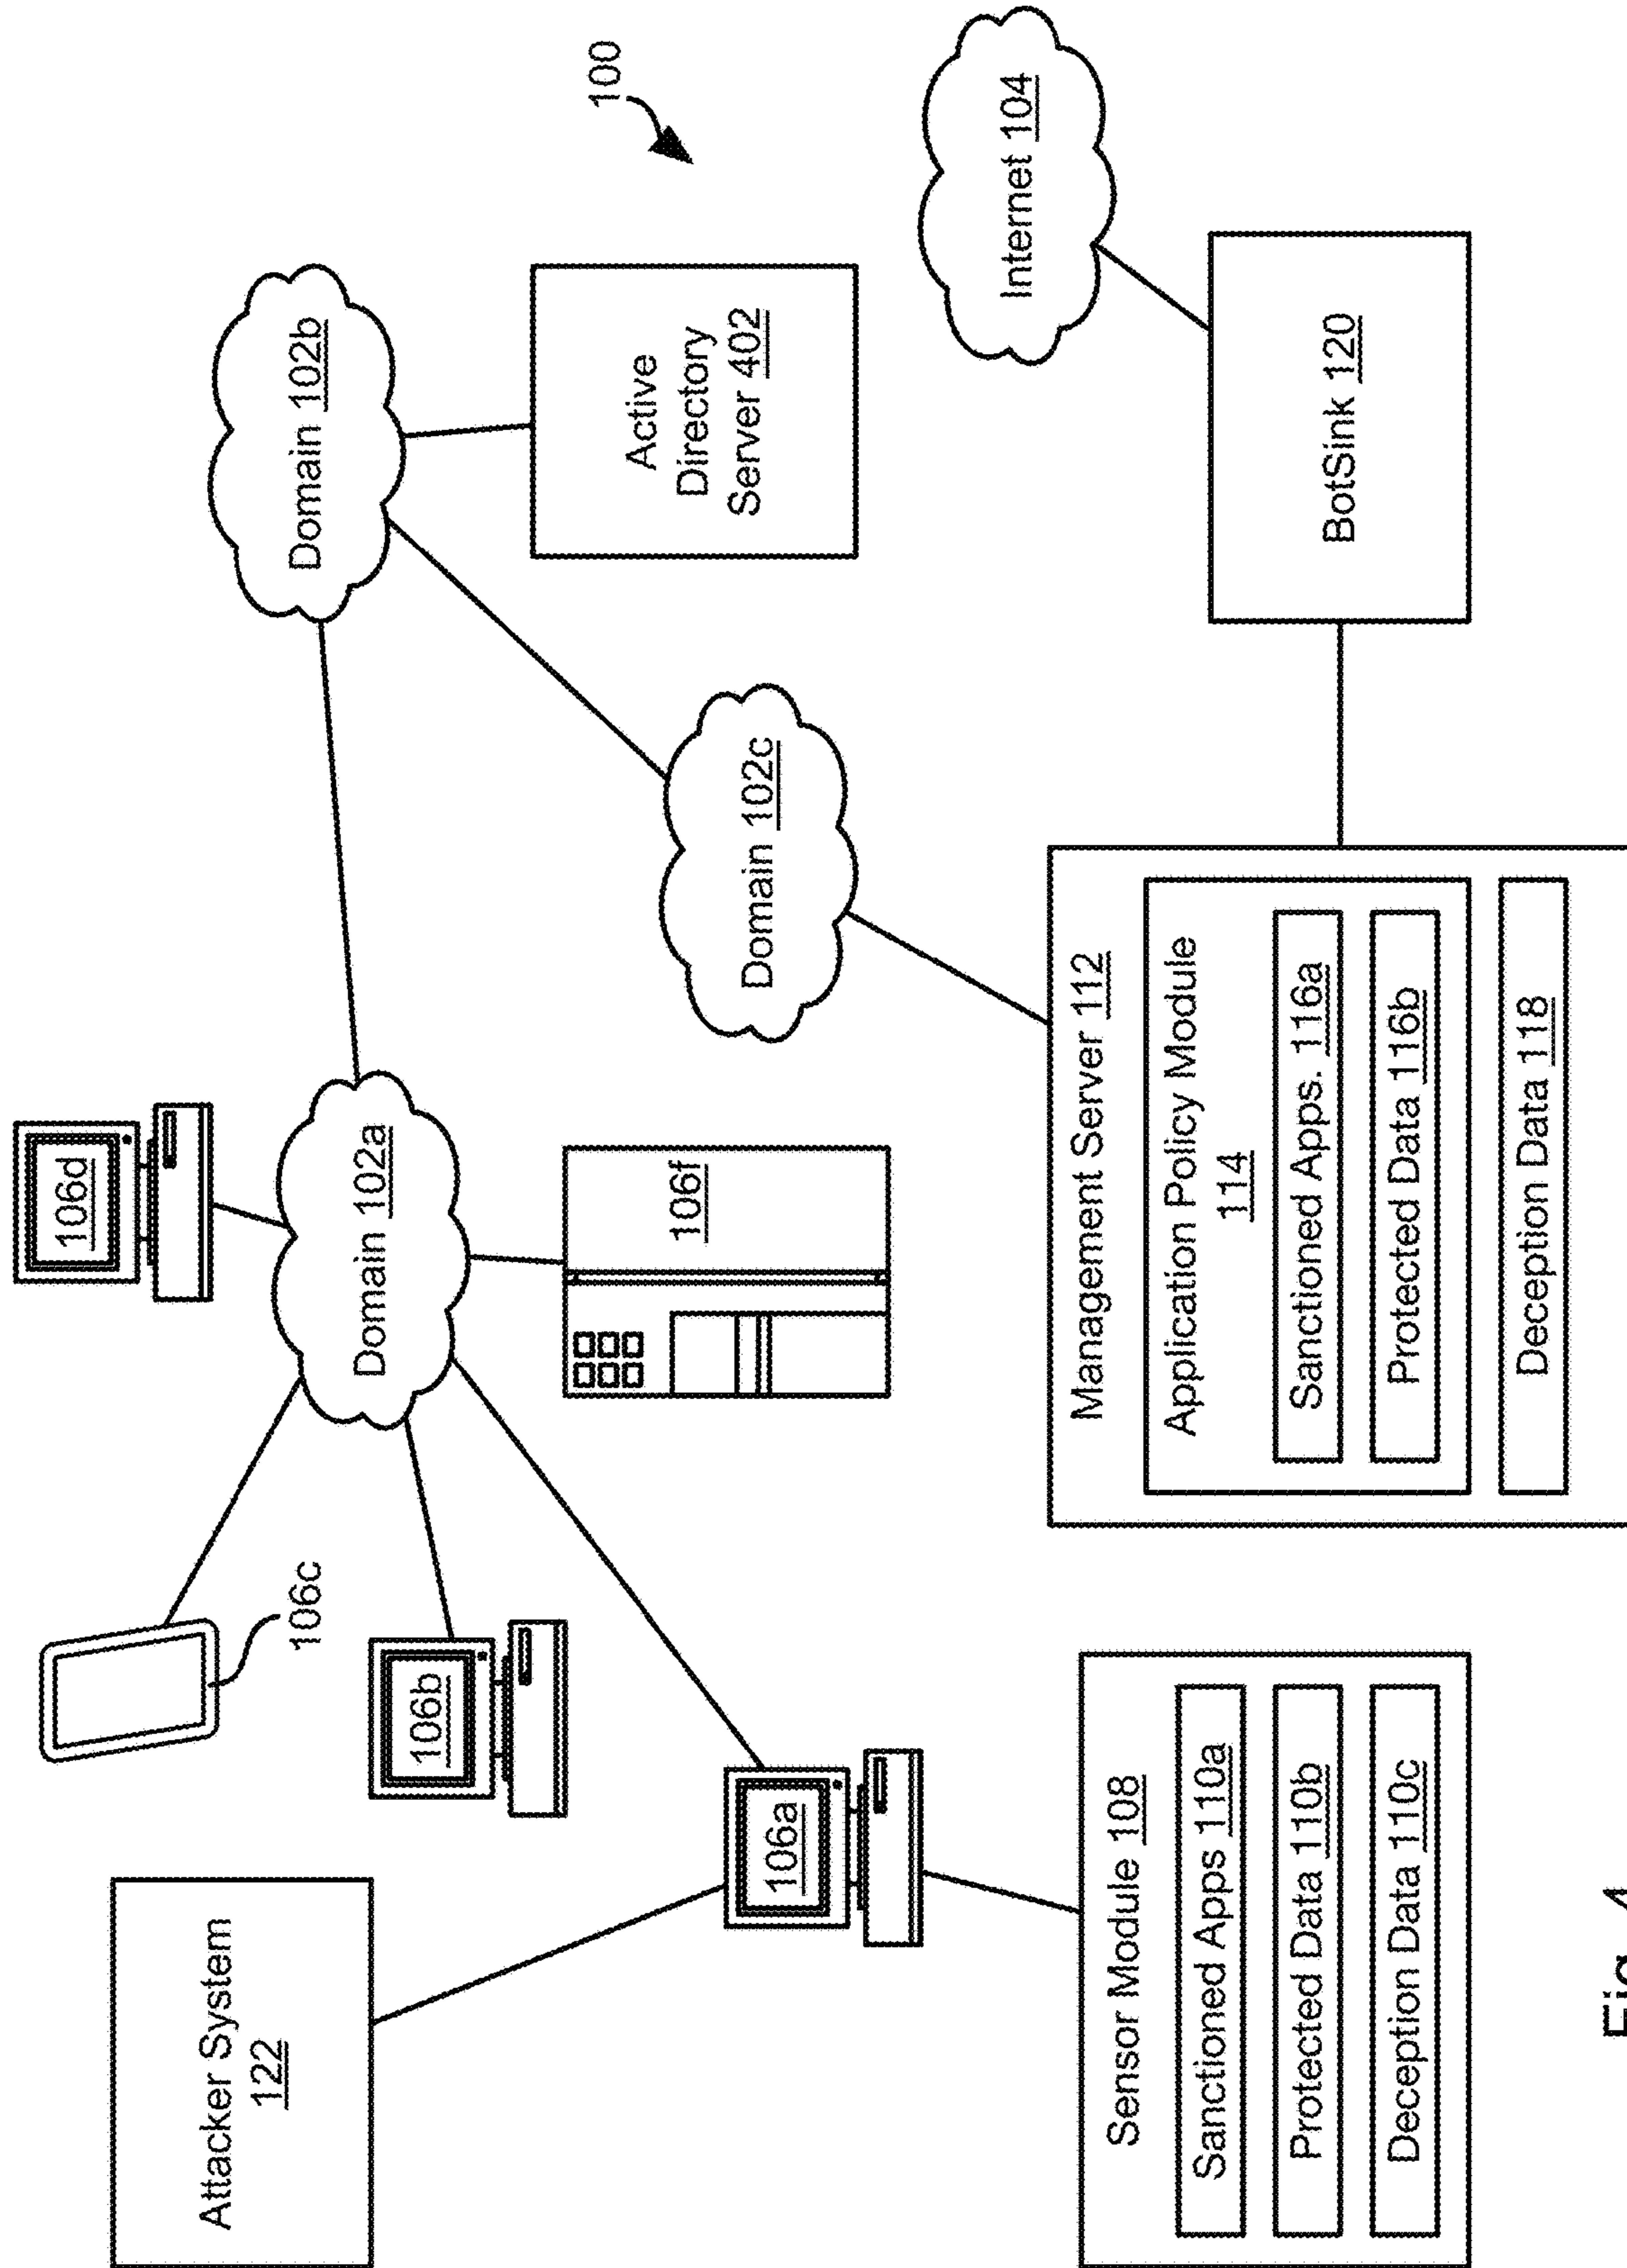 Attacker System
122
106c
106d
106b
Domain 102a
Domain 102b
100
106a
106f
Active
Directory
Server 402
Domain 102c
Internet 104
Sensor Module 108
Sanctioned Apps 110a
Protected Data 110b
Deception Data 110c
Management Server 112
Application Policy Module
114
Sanctioned Apps. 116a
Protected Data 116b
Deception Data 118
BotSink 120
Fig. 4